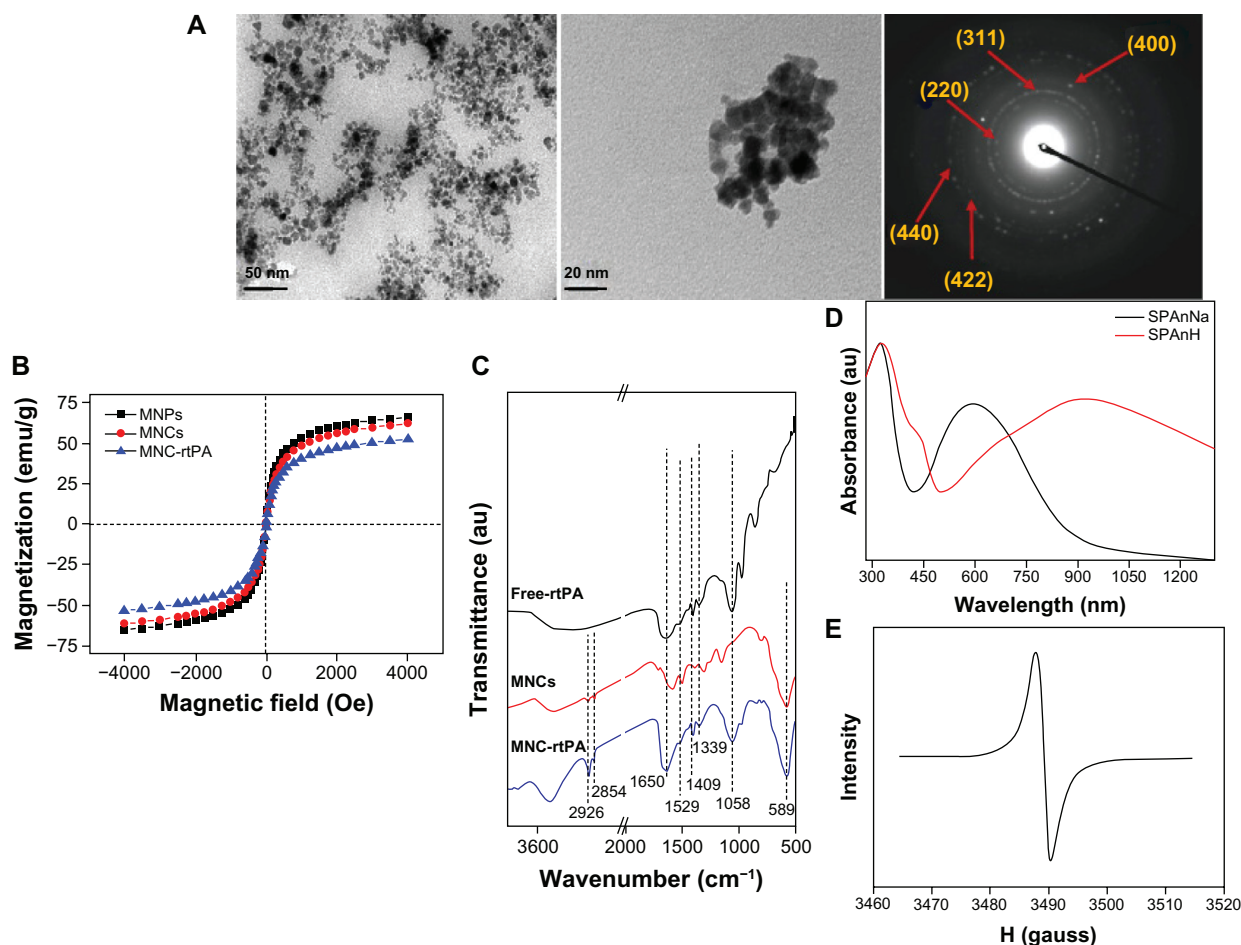 A
50 nm
20 nm
(311)
(400)
(220)
(440)
(422)
B
Magnetization (emu/g)
75
50
25
0
−25
−50
−75
MNPs
MNCs
MNC-rtPA
−4000 −2000 0 2000 4000
Magnetic field (Oe)
C
Transmittance (au)
Free-rtPA
MNCs
MNC-rtPA
2926
2854
1650
1529
1409
1339
1058
589
3600 2000 1500 1000 500
Wavenumber (cm−1)
D
Absorbance (au)
SPAnNa
SPAnH
300 450 600 750 900 1050 1200
Wavelength (nm)
E
Intensity
3460 3470 3480 3490 3500 3510 3520
H (gauss)